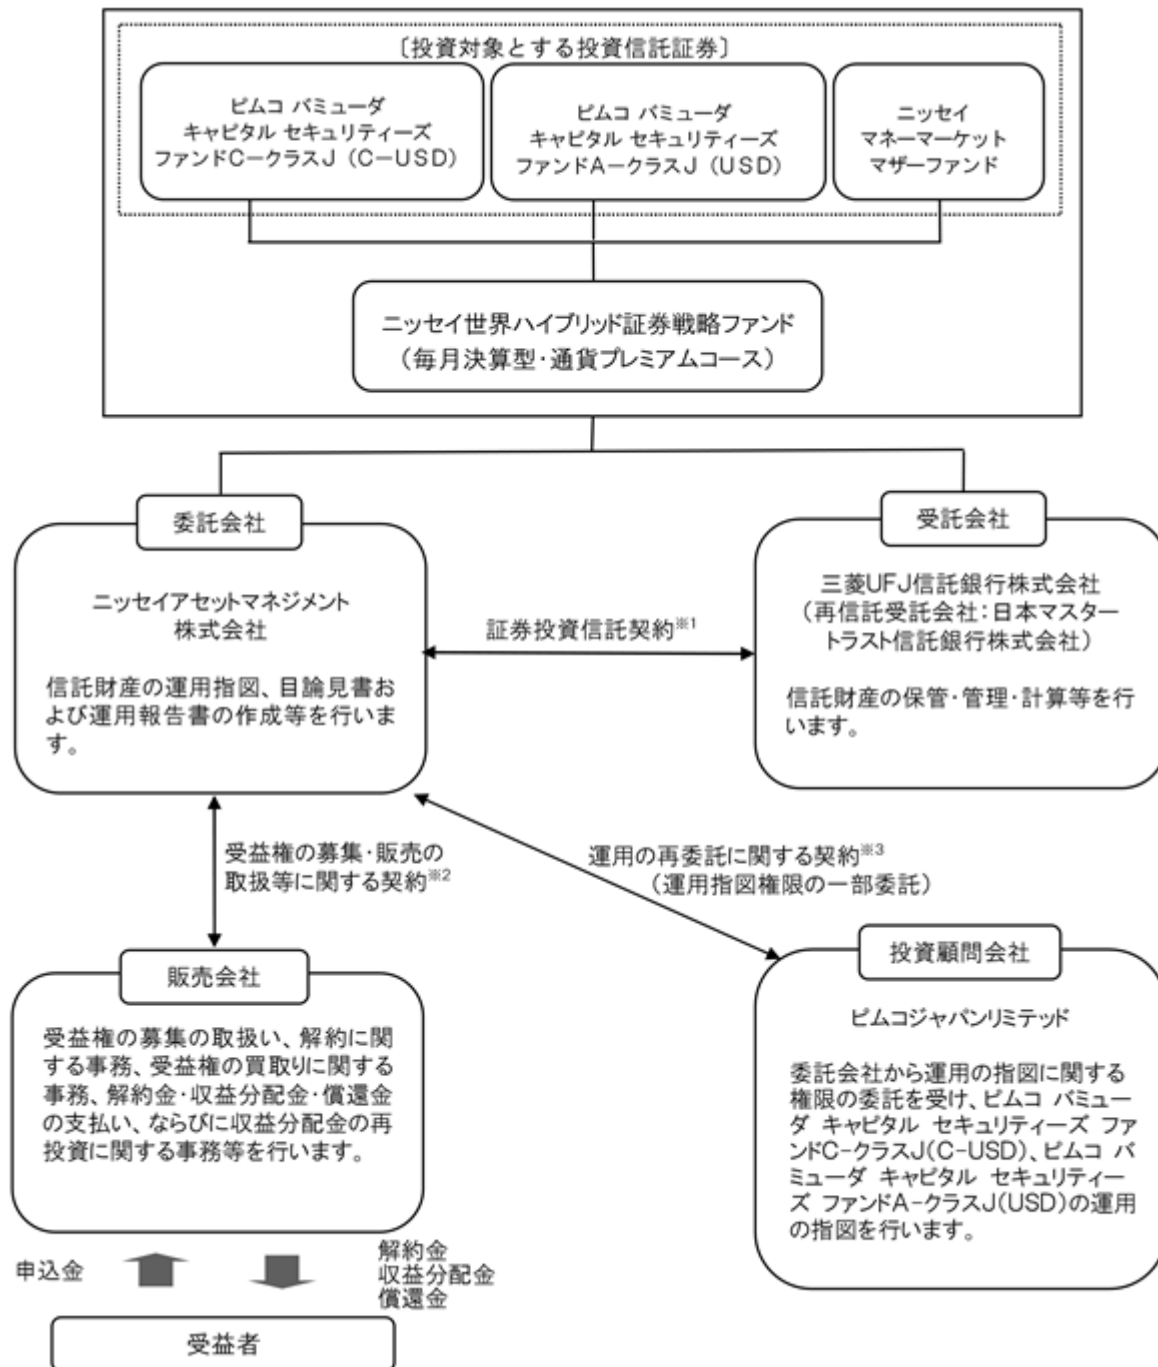 〔投資対象とする投資信託証券〕
ピムコ バミューダ
キャピタル セキュリティーズ
ファンドC－クラスJ（C－USD）
ピムコ バミューダ
キャピタル セキュリティーズ
ファンドA－クラスJ（USD）
ニッセイ
マネーマーケット
マザーファンド
ニッセイ世界ハイブリッド証券戦略ファンド
（毎月決算型・通貨プレミアムコース）
委託会社
ニッセイアセットマネジメント
株式会社
信託財産の運用指図、目論見書お
よび運用報告書の作成等を行いま
す。
証券投資信託契約※1
受託会社
三菱UFJ信託銀行株式会社
（再信託受託会社：日本マスター
トラスト信託銀行株式会社）
信託財産の保管・管理・計算等を行
います。
受益権の募集・販売の
取扱等に関する契約※2
運用の再委託に関する契約※3
（運用指図権限の一部委託）
販売会社
受益権の募集の取扱い、解約に関
する事務、受益権の買取りに関する
事務、解約金・収益分配金・償還金
の支払い、ならびに収益分配金の再
投資に関する事務等を行います。
投資顧問会社
ピムコジャパンリミテッド
委託会社から運用の指図に関する
権限の委託を受け、ピムコ バミュー
ダ キャピタル セキュリティーズ ファ
ンドC-クラスJ(C-USD)、ピムコ バ
ミューダ キャピタル セキュリティー
ズ ファンドA-クラスJ(USD)の運用
の指図を行います。
申込金
解約金
収益分配金
償還金
受益者